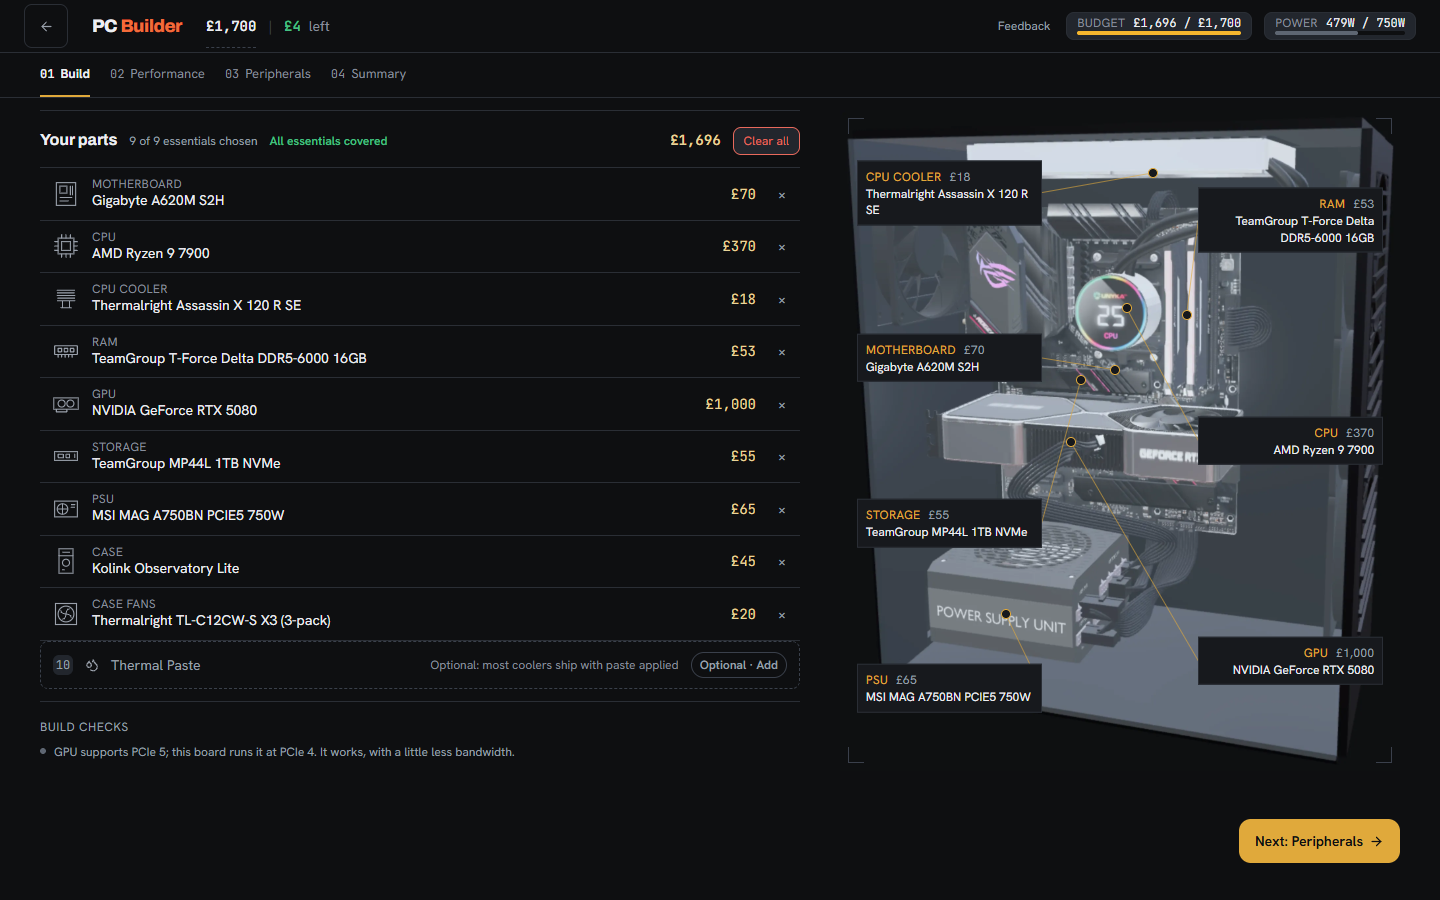 PC Builder
£1,700 | £4 left
Feedback
BUDGET £1,696 / £1,700
POWER 479W / 750W
01 Build
02 Performance
03 Peripherals
04 Summary
Your parts 9 of 9 essentials chosen All essentials covered £1,696 Clear all
MOTHERBOARD
Gigabyte A620M S2H £70 ×
CPU
AMD Ryzen 9 7900 £370 ×
CPU COOLER
Thermalright Assassin X 120 R SE £18 ×
RAM
TeamGroup T-Force Delta DDR5-6000 16GB £53 ×
GPU
NVIDIA GeForce RTX 5080 £1,000 ×
STORAGE
TeamGroup MP44L 1TB NVMe £55 ×
PSU
MSI MAG A750BN PCIE5 750W £65 ×
CASE
Kolink Observatory Lite £45 ×
CASE FANS
Thermalright TL-C12CW-S X3 (3-pack) £20 ×
10 Thermal Paste Optional: most coolers ship with paste applied Optional · Add
BUILD CHECKS
GPU supports PCIe 5; this board runs it at PCIe 4. It works, with a little less bandwidth.
CPU COOLER £18
Thermalright Assassin X 120 R
SE
RAM £53
TeamGroup T-Force Delta
DDR5-6000 16GB
25
CPU
MOTHERBOARD £70
Gigabyte A620M S2H
CPU £370
AMD Ryzen 9 7900
GEFORCE RT
STORAGE £55
TeamGroup MP44L 1TB NVMe
POWER SUPPLY UNIT
GPU £1,000
NVIDIA GeForce RTX 5080
PSU £65
MSI MAG A750BN PCIE5 750W
Next: Peripherals →